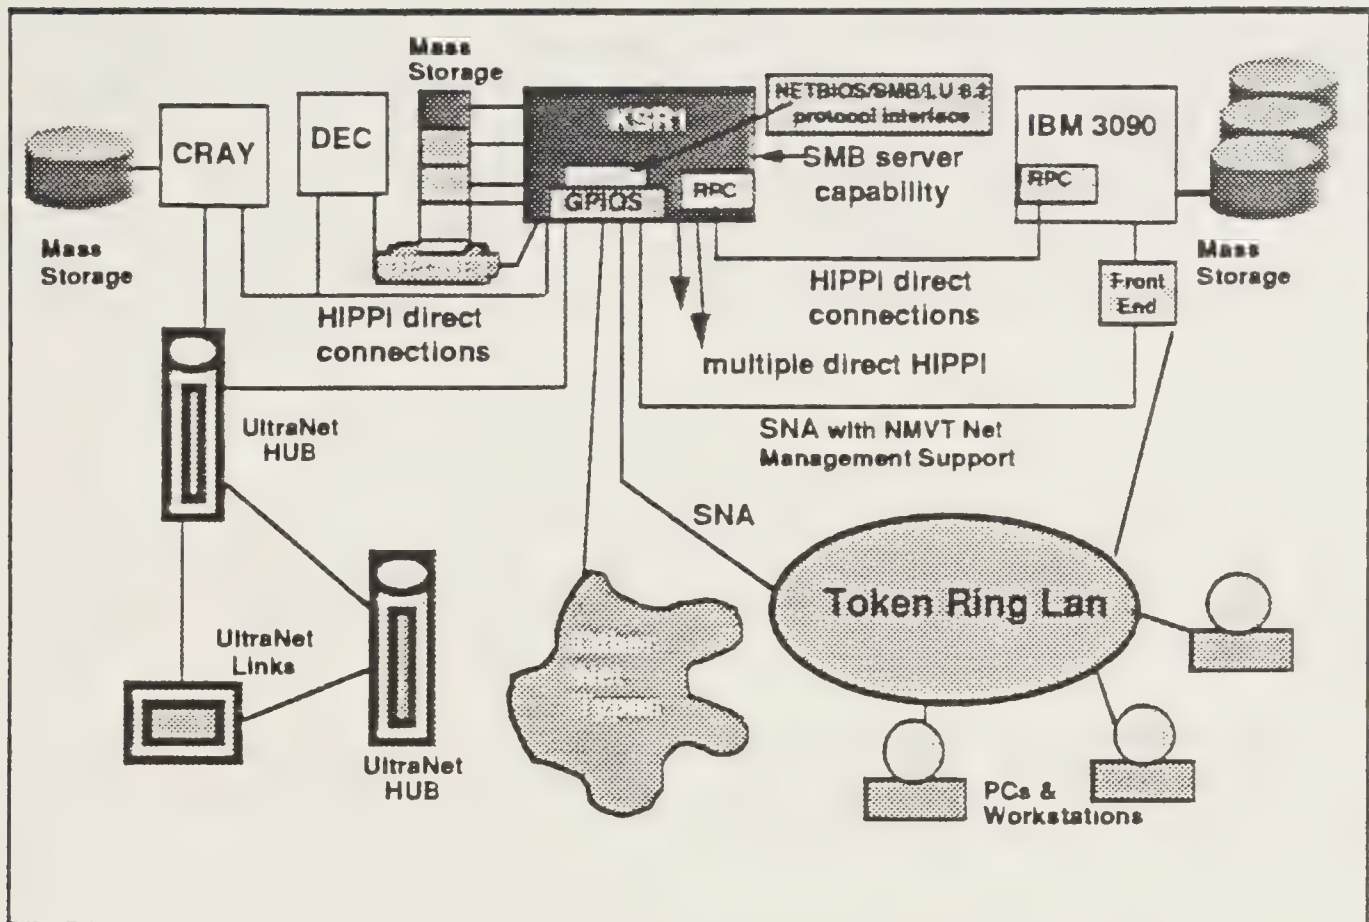 Mass
Storage
CRAY
DEC
KSR1
NETBIOS/SMB/LU 6.2
protocol interface
IBM 3090
SMB server
capability
GPIOS
RPC
RPC
Mass
Storage
Mass
Storage
HIPPI direct
connections
HIPPI direct
connections
Front
End
multiple direct HIPPI
UltraNet
HUB
SNA with NMVT Net
Management Support
SNA
Token Ring Lan
UltraNet
Links
UltraNet
HUB
PCs &
Workstations